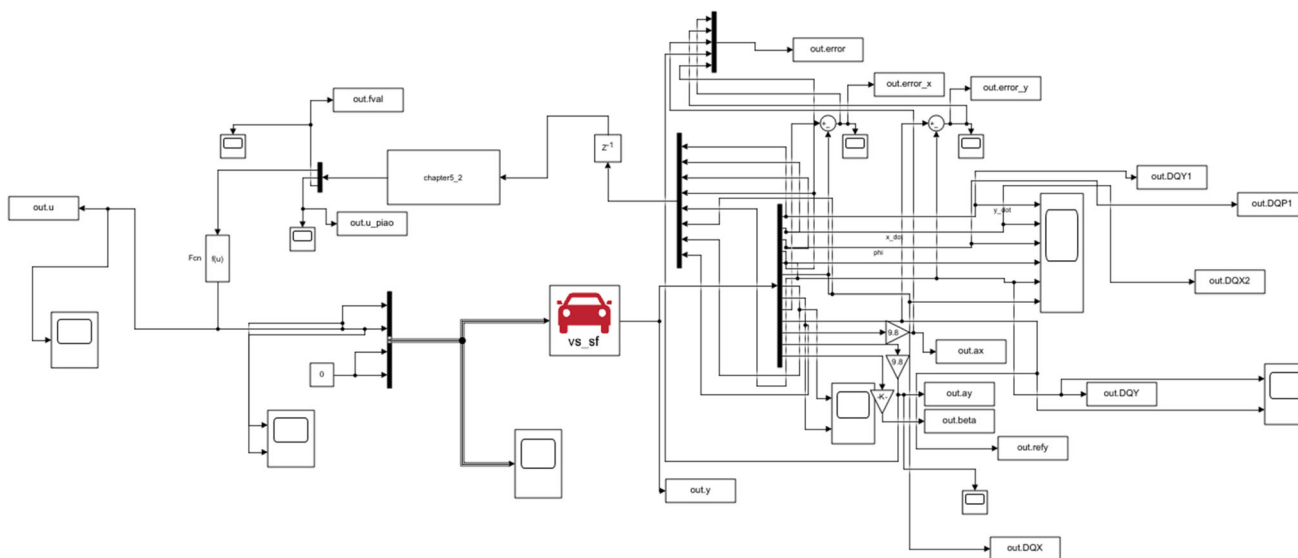 out.error
out.error_x
out.error_y
out.fval
Z⁻¹
chapter5_2
out.DQY1
out.u
out.DQP1
y_dot
out.u_piao
x_dot
Fcn
f(u)
phi
out.DQX2
vs_sf
9.8
out.ax
9.8
0
out.ay
out.DQY
-K-
out.beta
out.refy
out.y
out.DQX